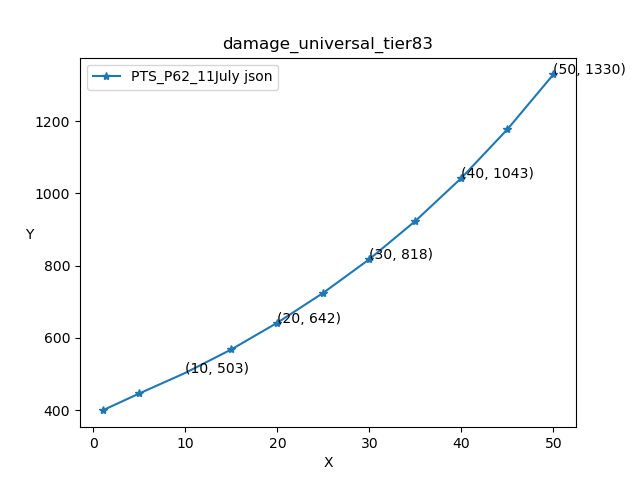 damage_universal_tier83
PTS_P62_11July json
(50, 1330)
1200
(40, 1043)
1000
Y
(30, 818)
800
(20, 642)
600
(10, 503)
400
0 10 20 30 40 50
X